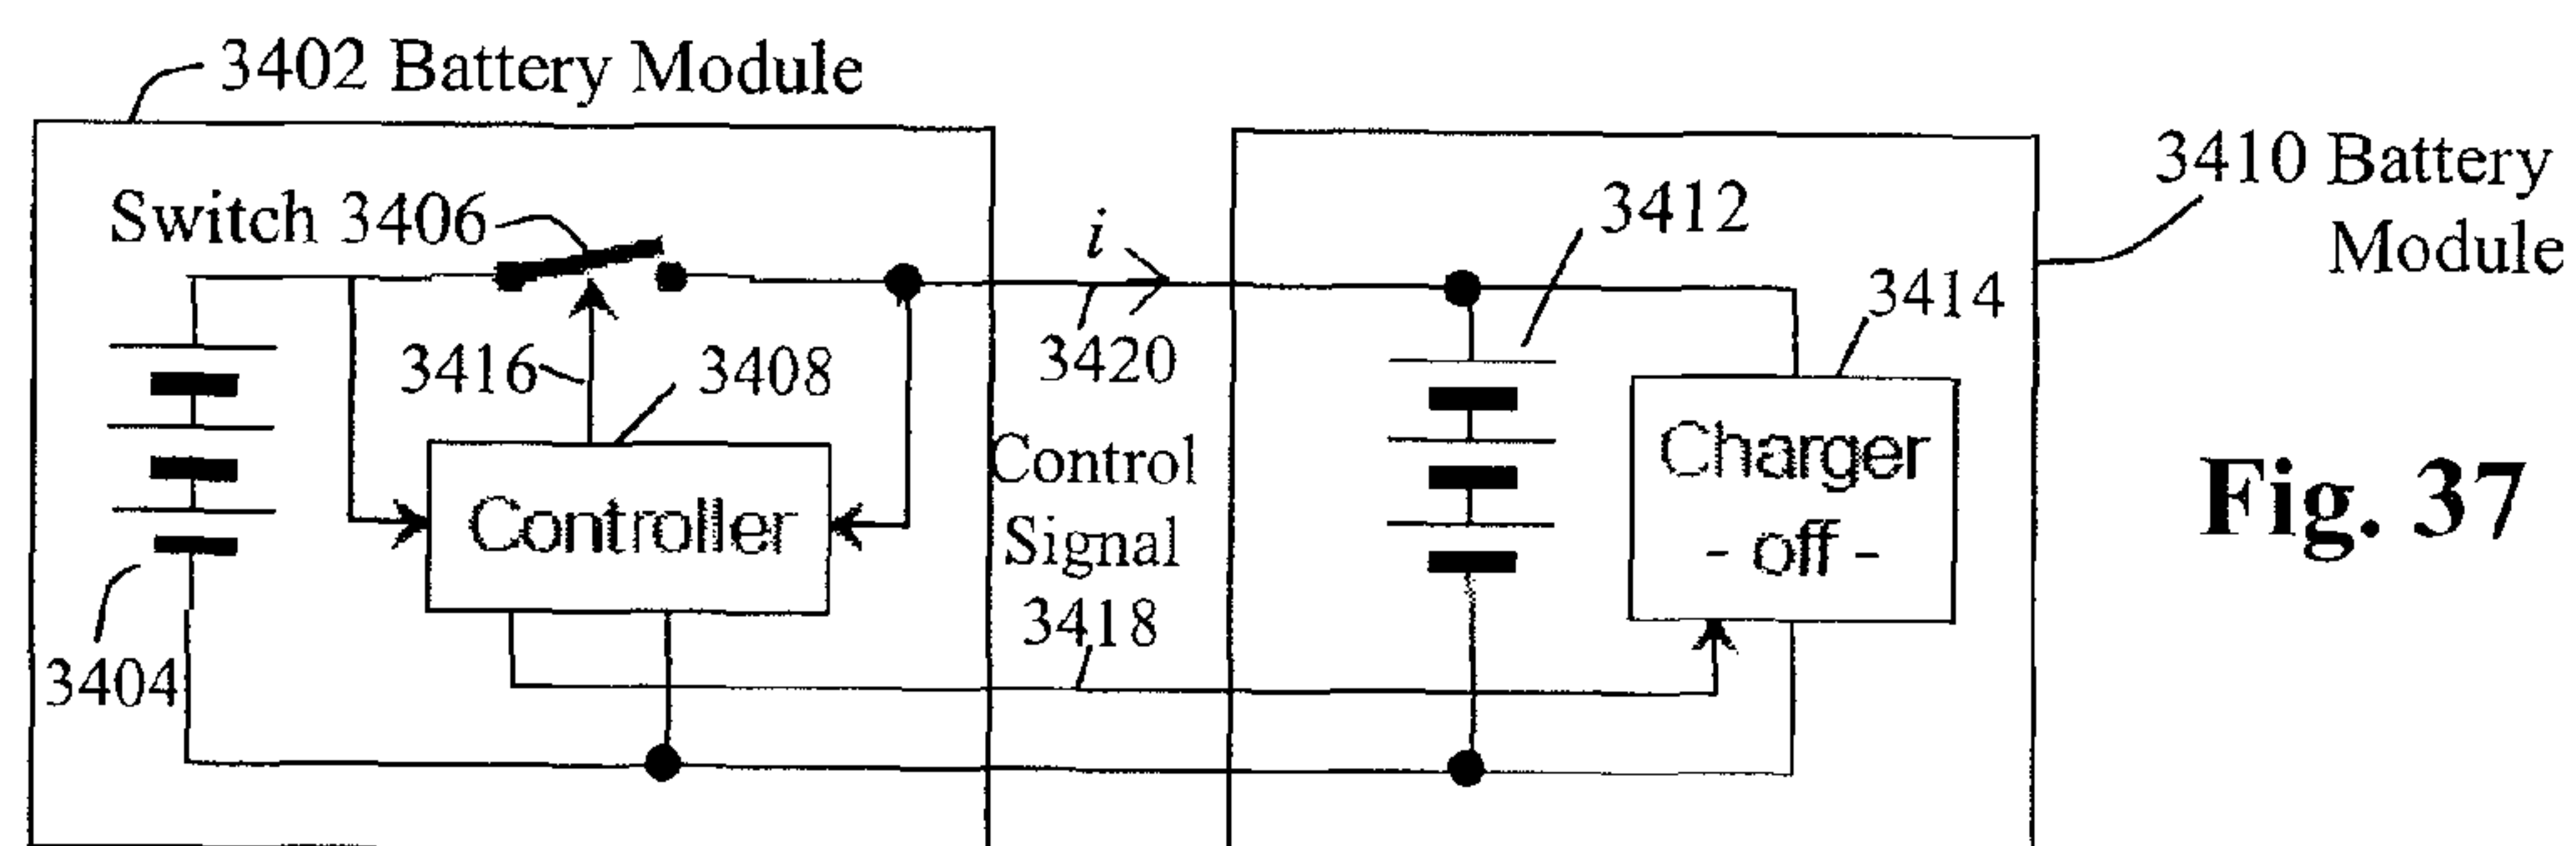 3402 Battery Module
3410 Battery
Module
Switch 3406
i
3412
3414
3416
3408
3420
Control
Signal
3418
Controller
Charger
- off -
3404
Fig. 37